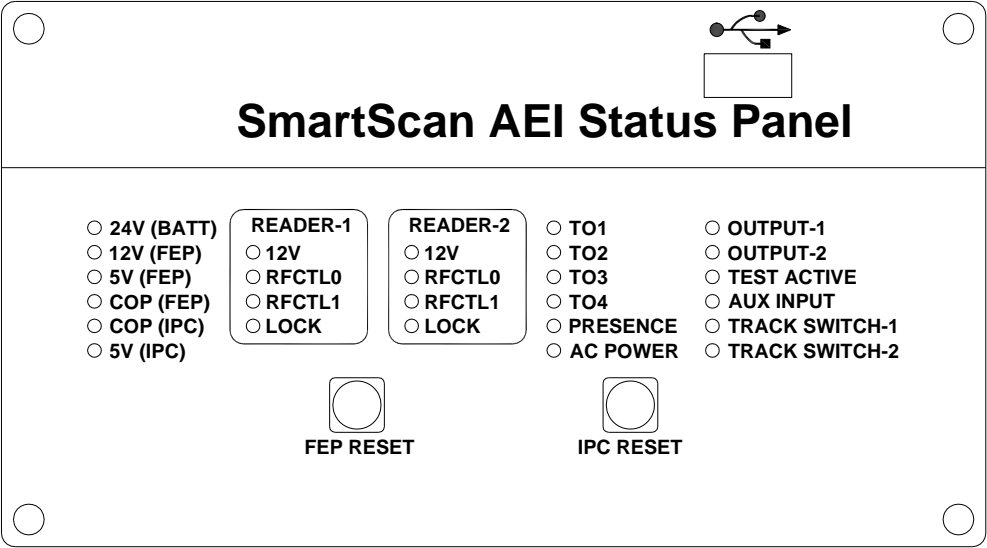 SmartScan AEI Status Panel
24V (BATT)
12V (FEP)
5V (FEP)
COP (FEP)
COP (IPC)
5V (IPC)
READER-1
12V
RFCTL0
RFCTL1
LOCK
READER-2
12V
RFCTL0
RFCTL1
LOCK
TO1
TO2
TO3
TO4
PRESENCE
AC POWER
OUTPUT-1
OUTPUT-2
TEST ACTIVE
AUX INPUT
TRACK SWITCH-1
TRACK SWITCH-2
FEP RESET
IPC RESET